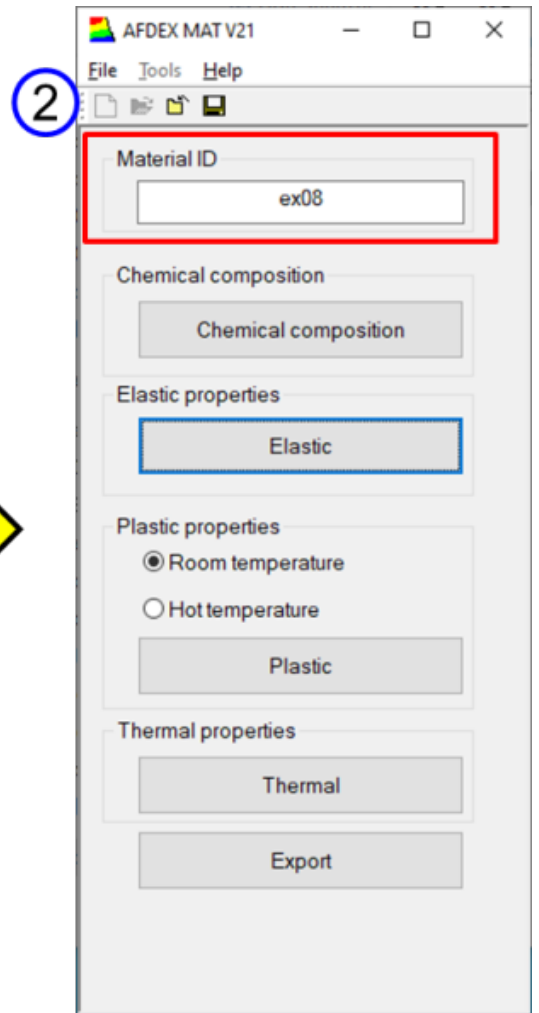 AFDEX MAT V21
File Tools Help
2
Material ID
ex08
Chemical composition
Chemical composition
Elastic properties
Elastic
Plastic properties
Room temperature
Hot temperature
Plastic
Thermal properties
Thermal
Export